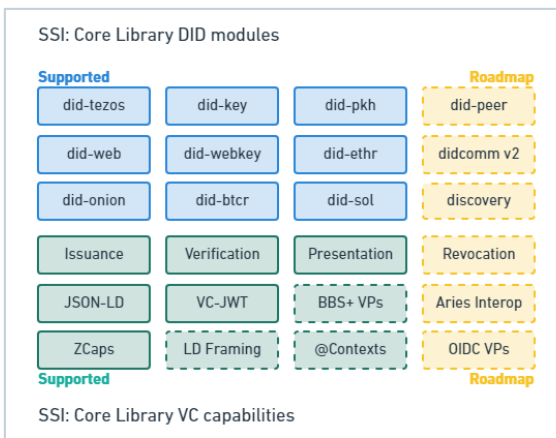 SSI: Core Library DID modules
Supported Roadmap
did-tezos did-key did-pkh did-peer
did-web did-webkey did-ethr didcomm v2
did-onion did-btcr did-sol discovery
Issuance Verification Presentation Revocation
JSON-LD VC-JWT BBS+ VPs Aries Interop
ZCaps LD Framing @Contexts OIDC VPs
Supported Roadmap
SSI: Core Library VC capabilities